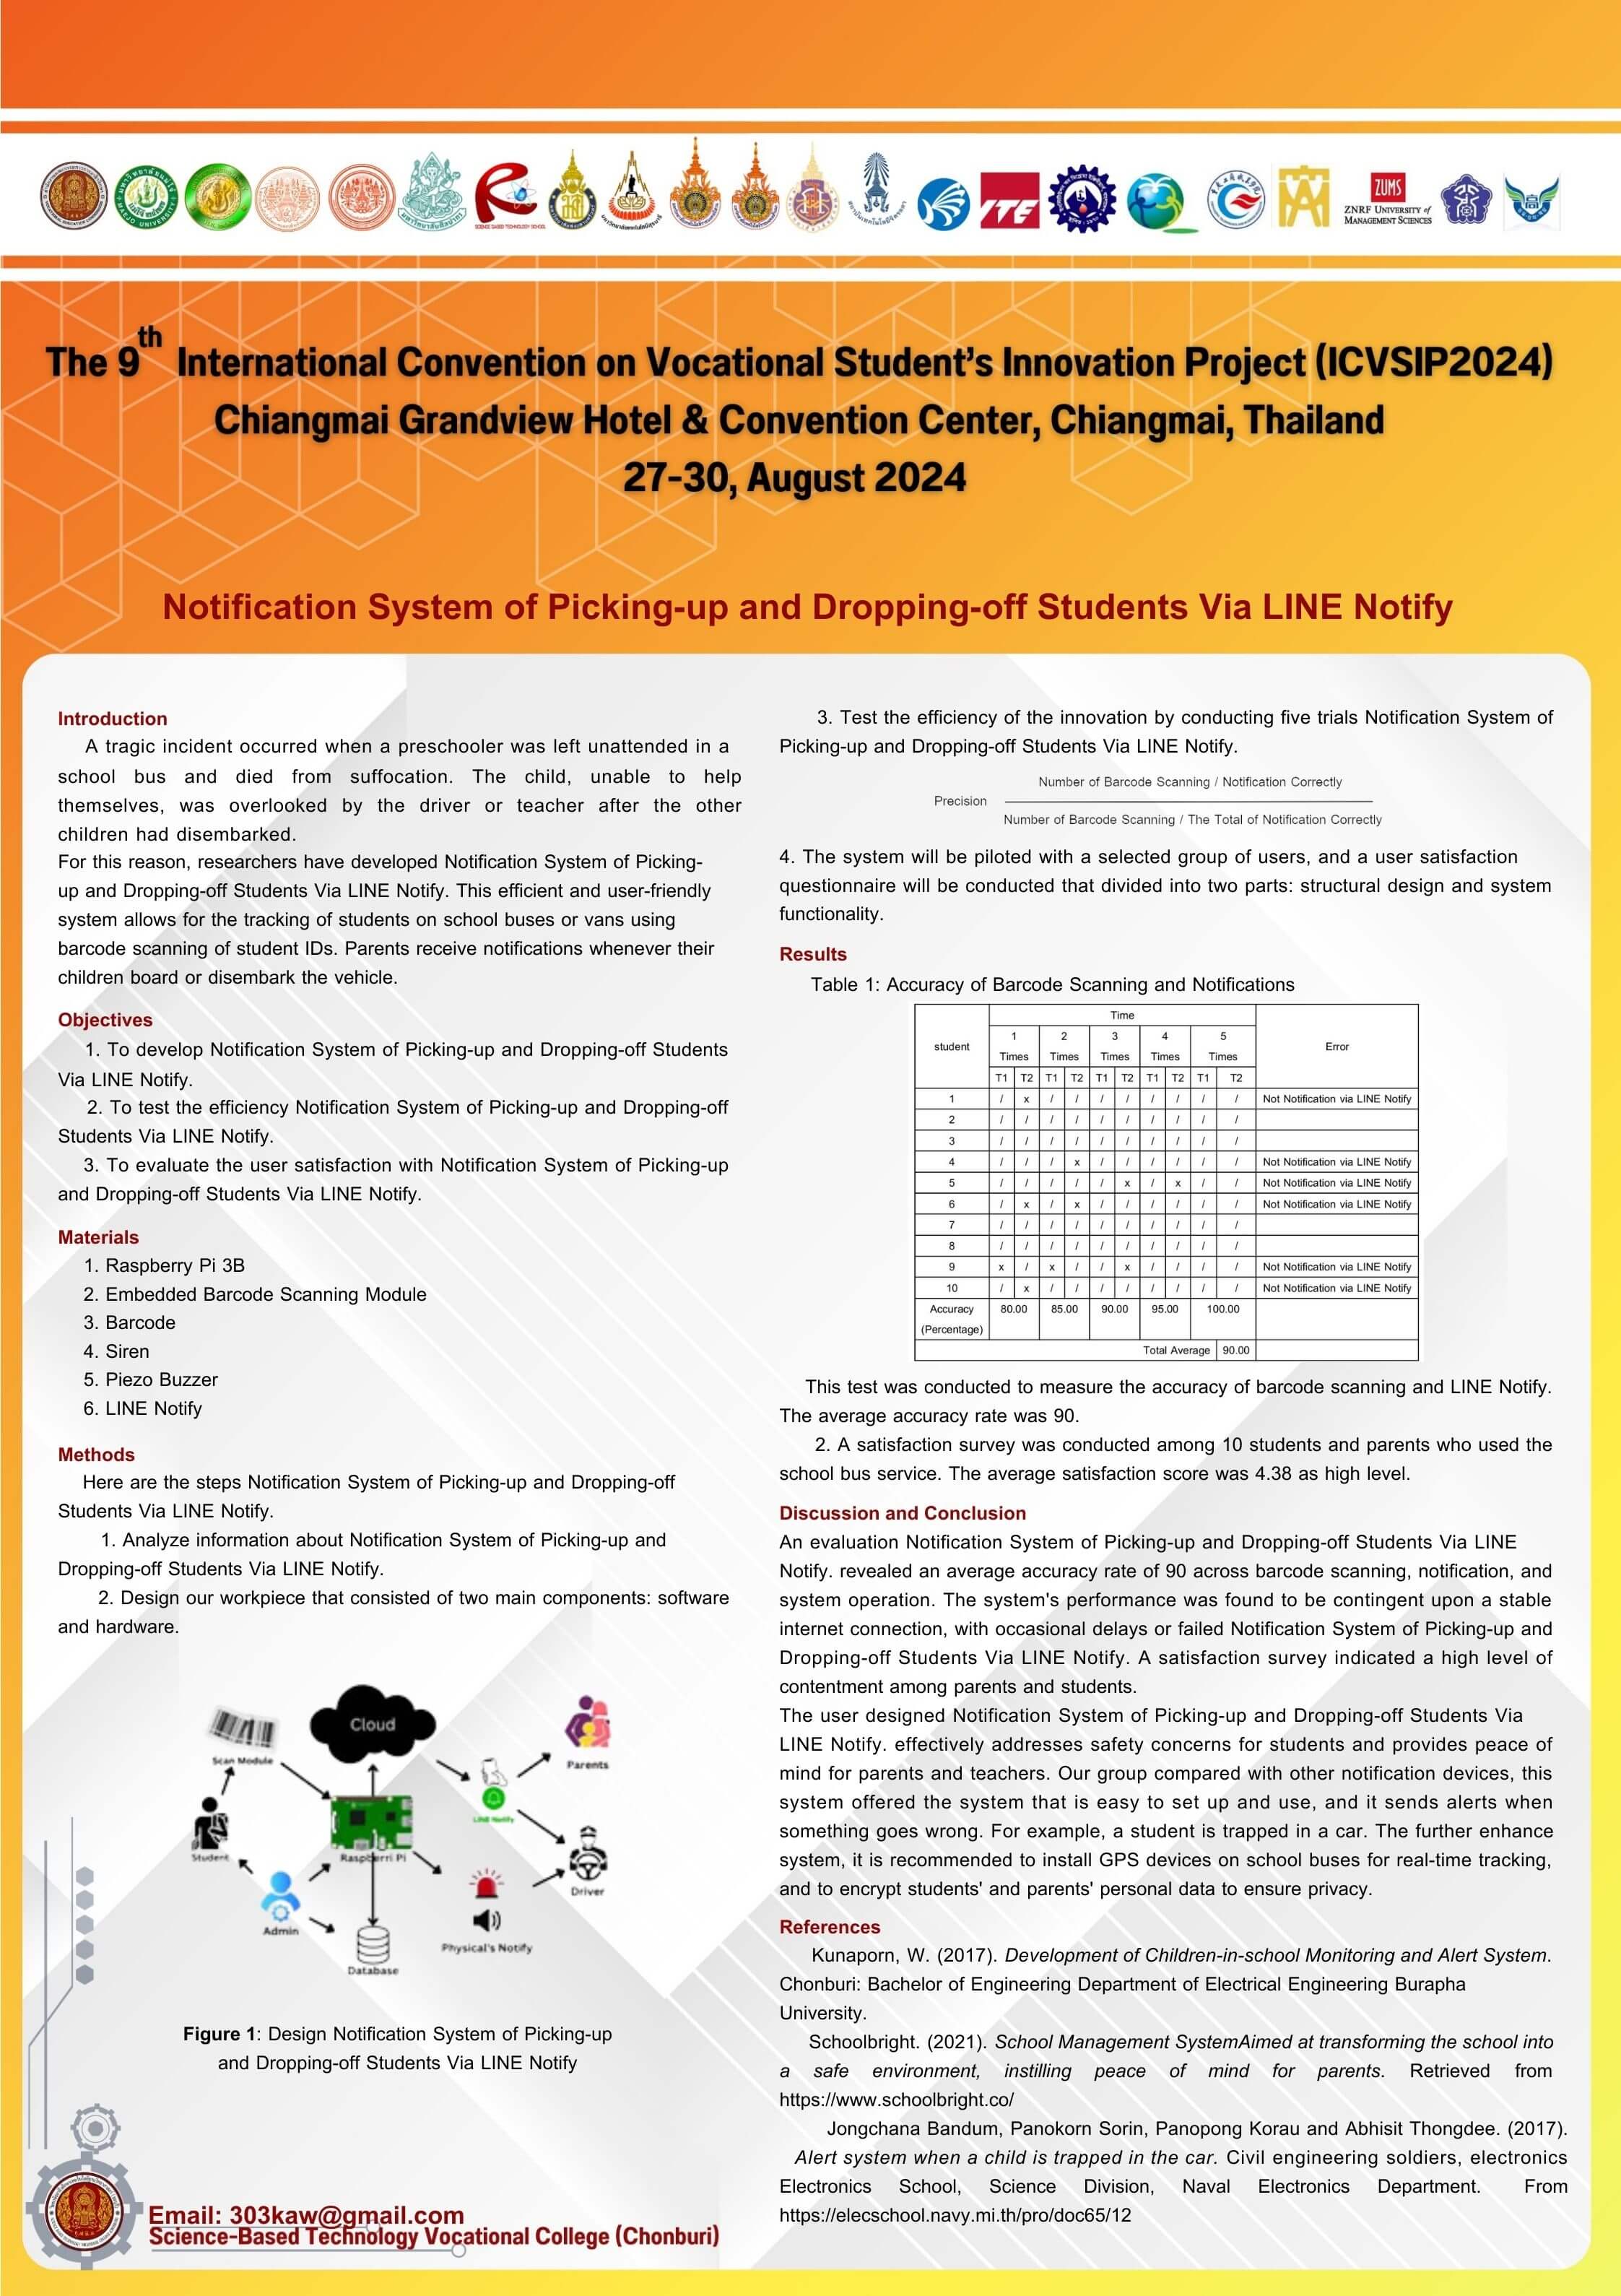 ZUMS
ZNRF UNIVERSITY of
MANAGEMENT SCIENCES
ITE
The 9th International Convention on Vocational Student's Innovation Project (ICVSIP2024)
Chiangmai Grandview Hotel & Convention Center, Chiangmai, Thailand
27-30, August 2024
Notification System of Picking-up and Dropping-off Students Via LINE Notify
Introduction
A tragic incident occurred when a preschooler was left unattended in a
school bus and died from suffocation. The child, unable to help
themselves, was overlooked by the driver or teacher after the other
children had disembarked.
For this reason, researchers have developed Notification System of Picking-
up and Dropping-off Students Via LINE Notify. This efficient and user-friendly
system allows for the tracking of students on school buses or vans using
barcode scanning of student IDs. Parents receive notifications whenever their
children board or disembark the vehicle.
Objectives
1. To develop Notification System of Picking-up and Dropping-off Students
Via LINE Notify.
2. To test the efficiency Notification System of Picking-up and Dropping-off
Students Via LINE Notify.
3. To evaluate the user satisfaction with Notification System of Picking-up
and Dropping-off Students Via LINE Notify.
Materials
1. Raspberry Pi 3B
2. Embedded Barcode Scanning Module
3. Barcode
4. Siren
5. Piezo Buzzer
6. LINE Notify
Methods
Here are the steps Notification System of Picking-up and Dropping-off
Students Via LINE Notify.
1. Analyze information about Notification System of Picking-up and
Dropping-off Students Via LINE Notify.
2. Design our workpiece that consisted of two main components: software
and hardware.
Cloud
Scan Module
Parents
LINE Notify
Student
Raspberri Pi
Driver
Admin
Physical's Notify
Database
Figure 1: Design Notification System of Picking-up
and Dropping-off Students Via LINE Notify
Email: 303kaw@gmail.com
Science-Based Technology Vocational College (Chonburi)
3. Test the efficiency of the innovation by conducting five trials Notification System of
Picking-up and Dropping-off Students Via LINE Notify.
Number of Barcode Scanning / Notification Correctly
Precision
Number of Barcode Scanning / The Total of Notification Correctly
4. The system will be piloted with a selected group of users, and a user satisfaction
questionnaire will be conducted that divided into two parts: structural design and system
functionality.
Results
Table 1: Accuracy of Barcode Scanning and Notifications
student Time Error
1 Times 2 Times 3 Times 4 Times 5 Times
T1 T2 T1 T2 T1 T2 T1 T2 T1 T2
1 / x / / / / / / / / Not Notification via LINE Notify
2 / / / / / / / / / /
3 / / / / / / / / / /
4 / / / x / / / / / / Not Notification via LINE Notify
5 / / / / / x / x / / Not Notification via LINE Notify
6 / x / x / / / / / / Not Notification via LINE Notify
7 / / / / / / / / / /
8 / / / / / / / / / /
9 x / x / / x / / / / Not Notification via LINE Notify
10 / x / / / / / / / / Not Notification via LINE Notify
Accuracy (Percentage) 80.00 85.00 90.00 95.00 100.00
Total Average 90.00
This test was conducted to measure the accuracy of barcode scanning and LINE Notify.
The average accuracy rate was 90.
2. A satisfaction survey was conducted among 10 students and parents who used the
school bus service. The average satisfaction score was 4.38 as high level.
Discussion and Conclusion
An evaluation Notification System of Picking-up and Dropping-off Students Via LINE
Notify. revealed an average accuracy rate of 90 across barcode scanning, notification, and
system operation. The system's performance was found to be contingent upon a stable
internet connection, with occasional delays or failed Notification System of Picking-up and
Dropping-off Students Via LINE Notify. A satisfaction survey indicated a high level of
contentment among parents and students.
The user designed Notification System of Picking-up and Dropping-off Students Via
LINE Notify. effectively addresses safety concerns for students and provides peace of
mind for parents and teachers. Our group compared with other notification devices, this
system offered the system that is easy to set up and use, and it sends alerts when
something goes wrong. For example, a student is trapped in a car. The further enhance
system, it is recommended to install GPS devices on school buses for real-time tracking,
and to encrypt students' and parents' personal data to ensure privacy.
References
Kunaporn, W. (2017). Development of Children-in-school Monitoring and Alert System.
Chonburi: Bachelor of Engineering Department of Electrical Engineering Burapha
University.
Schoolbright. (2021). School Management SystemAimed at transforming the school into
a safe environment, instilling peace of mind for parents. Retrieved from
https://www.schoolbright.co/
Jongchana Bandum, Panokorn Sorin, Panopong Korau and Abhisit Thongdee. (2017).
Alert system when a child is trapped in the car. Civil engineering soldiers, electronics
Electronics School, Science Division, Naval Electronics Department. From
https://elecschool.navy.mi.th/pro/doc65/12